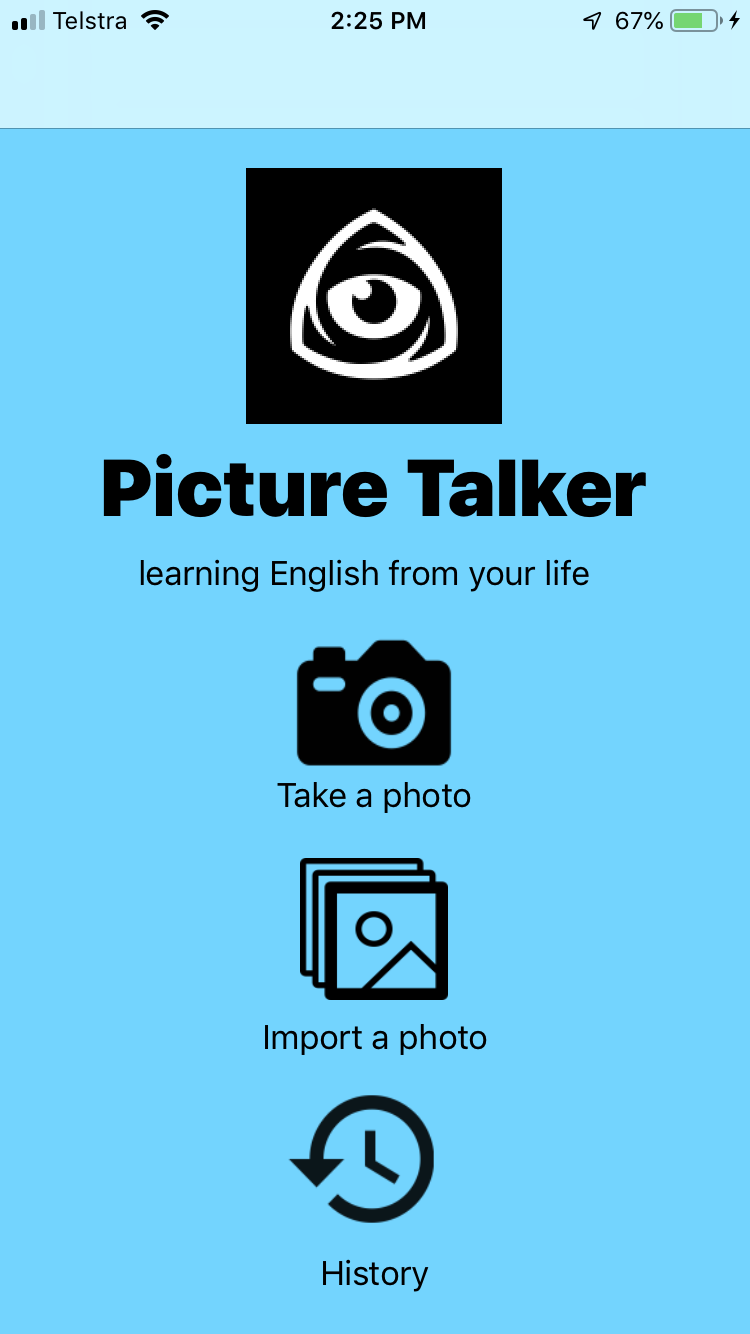 Telstra 2:25 PM 67%
Picture Talker
learning English from your life
Take a photo
Import a photo
History